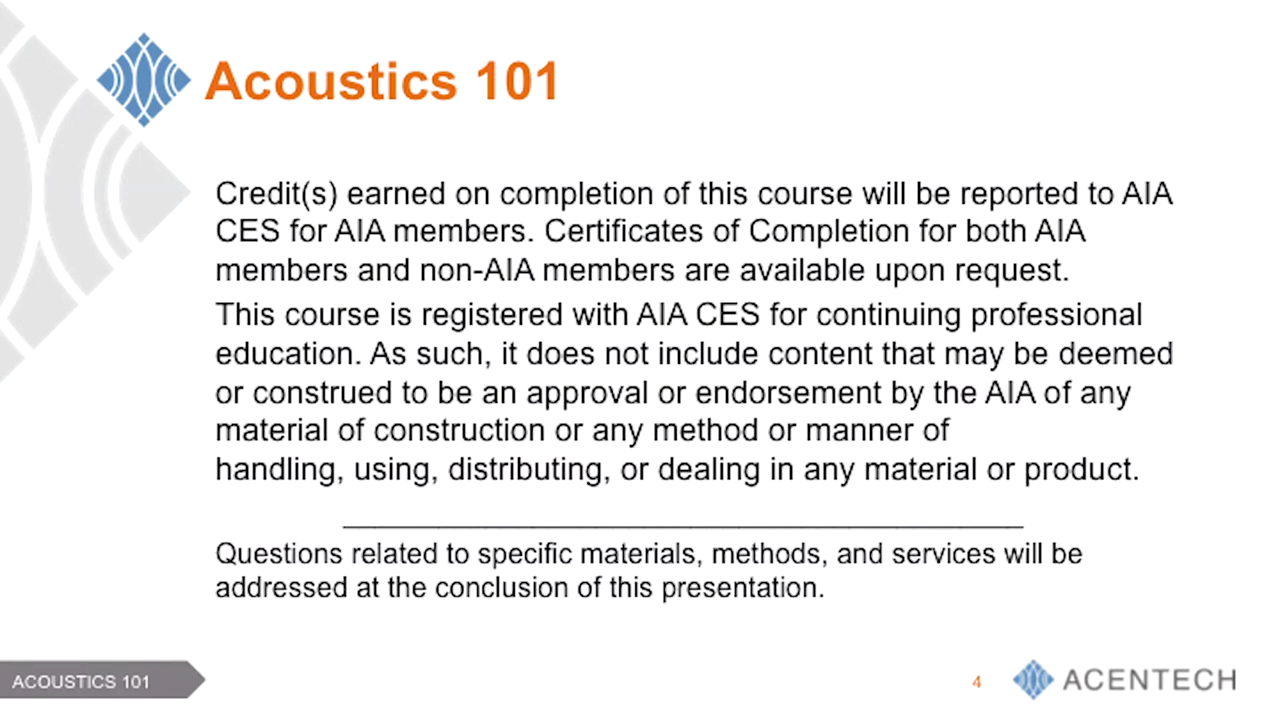 Acoustics 101
Credit(s) earned on completion of this course will be reported to AIA
CES for AIA members. Certificates of Completion for both AIA
members and non-AIA members are available upon request.
This course is registered with AIA CES for continuing professional
education. As such, it does not include content that may be deemed
or construed to be an approval or endorsement by the AIA of any
material of construction or any method or manner of
handling, using, distributing, or dealing in any material or product.
Questions related to specific materials, methods, and services will be
addressed at the conclusion of this presentation.
ACOUSTICS 101
4
ACENTECH